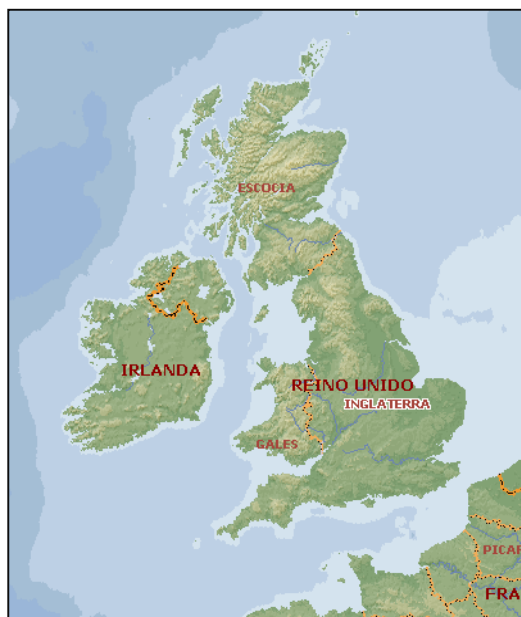 ESCOCIA
IRLANDA
REINO UNIDO
INGLATERRA
GALES
PICAR
FRA